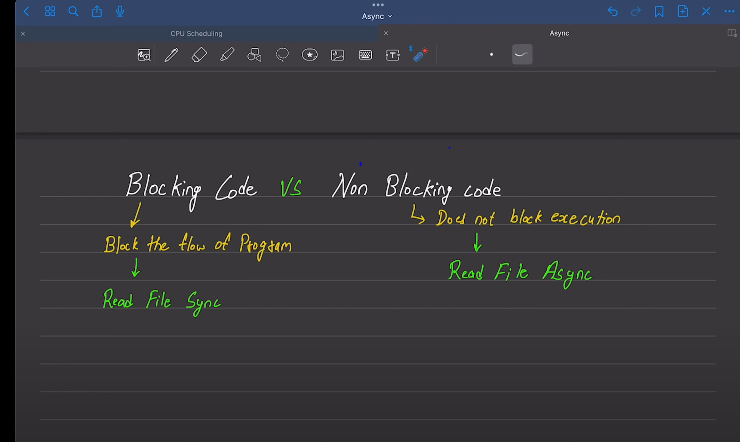 Async
CPU Scheduling
Async
Blocking Code VS Non Blocking code
Does not block execution
Block the flow of Program
Read File Async
Read File Sync